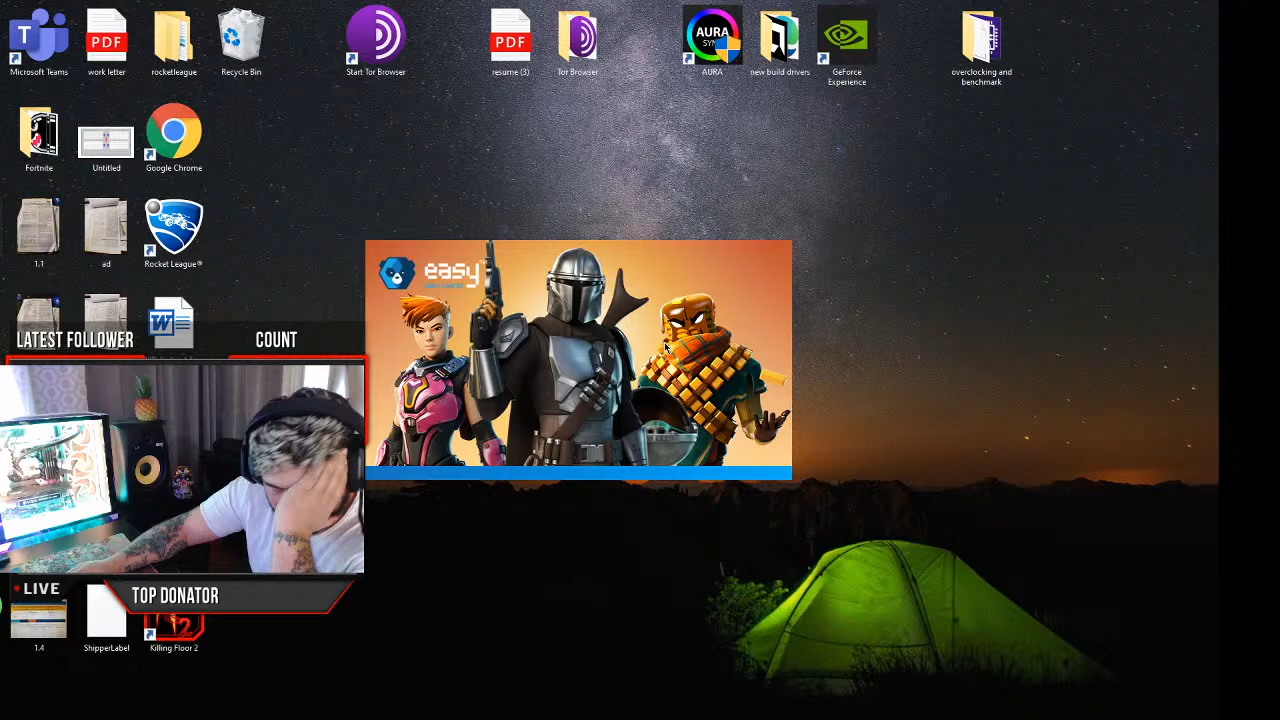 Microsoft Teams
work letter
rocketleague
Recycle Bin
Start Tor Browser
resume (3)
Tor Browser
AURA
new build drivers
GeForce
Experience
overclocking and
benchmark
PDF
PDF
AURA
SYNC
Fortnite
Untitled
Google Chrome
1.1
ad
Rocket League®
easy
LATEST FOLLOWER
COUNT
LIVE
TOP DONATOR
1.4
ShipperLabel
Killing Floor 2